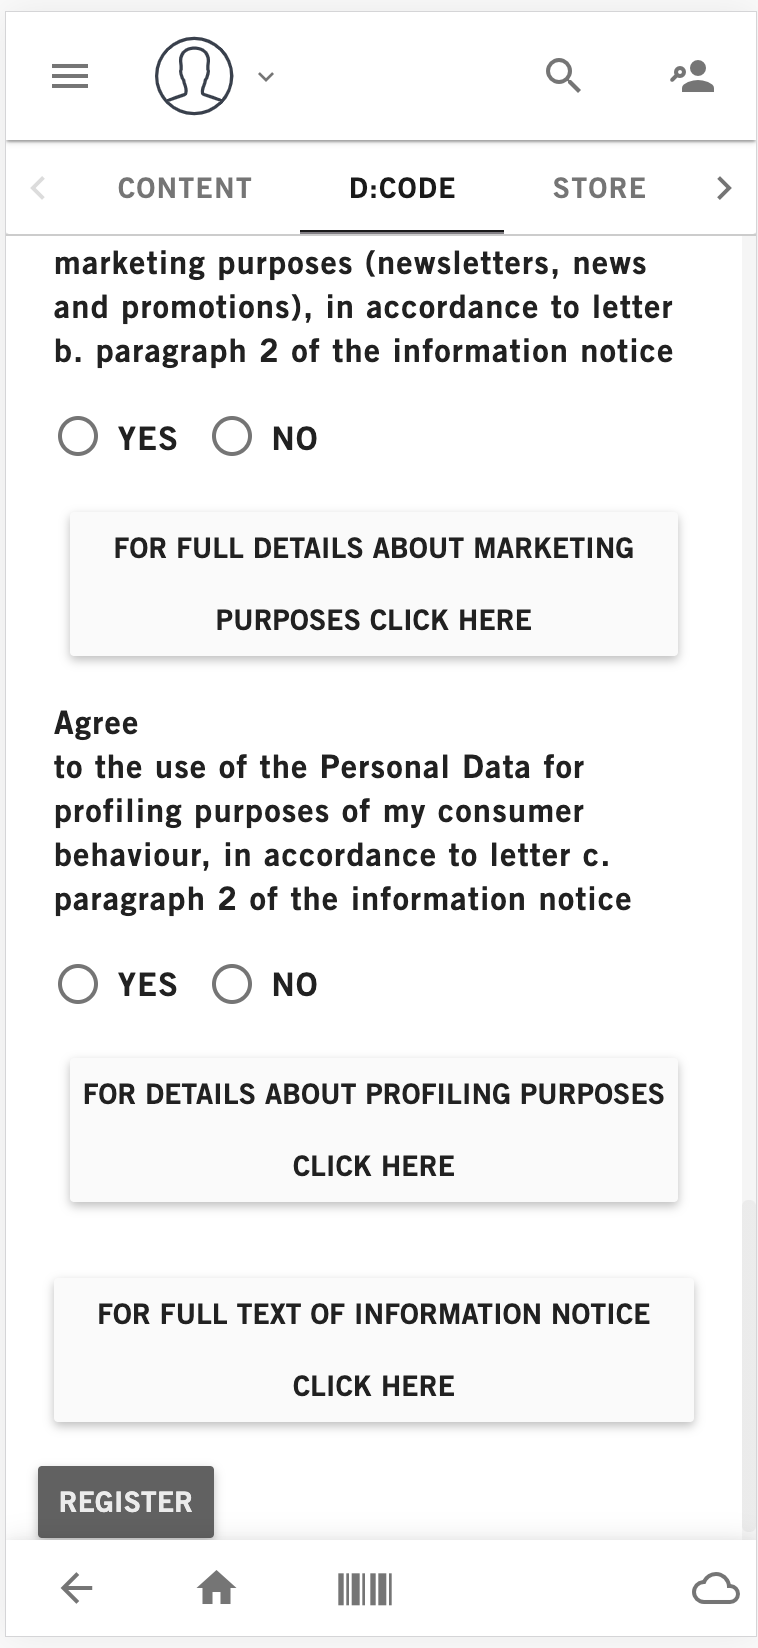 CONTENT D:CODE STORE
marketing purposes (newsletters, news
and promotions), in accordance to letter
b. paragraph 2 of the information notice
YES NO
FOR FULL DETAILS ABOUT MARKETING
PURPOSES CLICK HERE
Agree
to the use of the Personal Data for
profiling purposes of my consumer
behaviour, in accordance to letter c.
paragraph 2 of the information notice
YES NO
FOR DETAILS ABOUT PROFILING PURPOSES
CLICK HERE
FOR FULL TEXT OF INFORMATION NOTICE
CLICK HERE
REGISTER